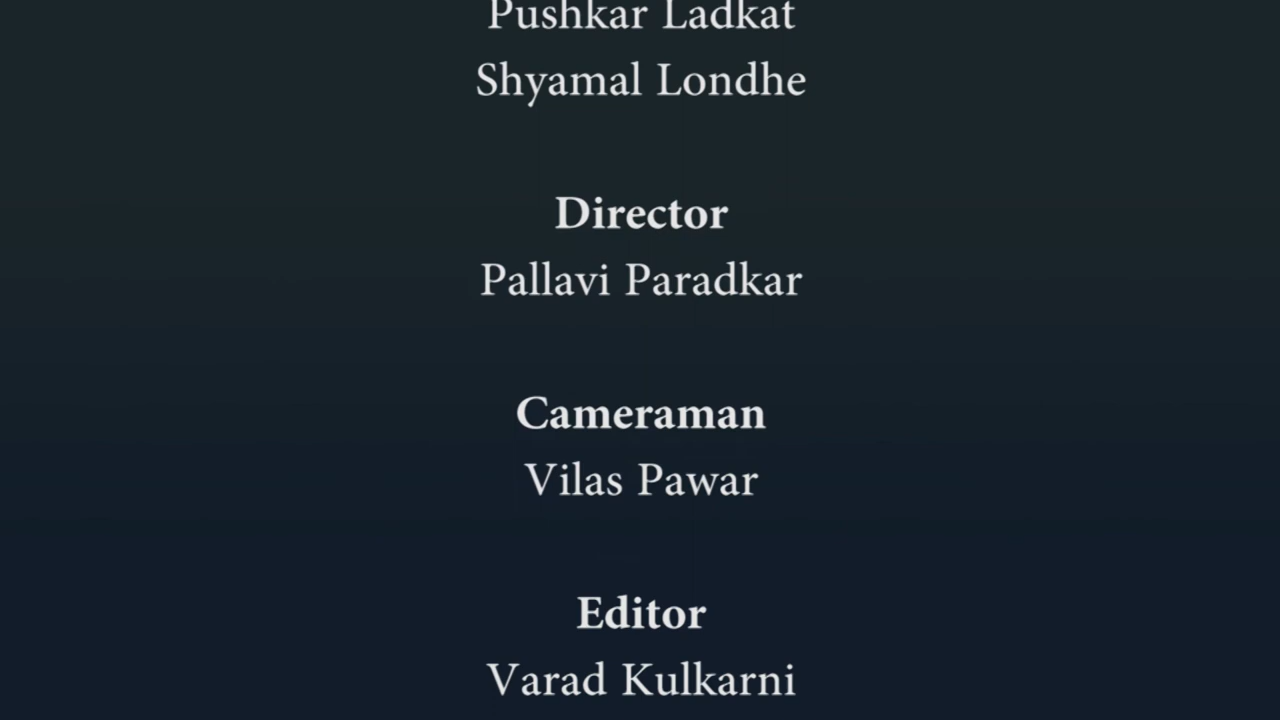 Pushkar Ladkat
Shyamal Londhe
Director
Pallavi Paradkar
Cameraman
Vilas Pawar
Editor
Varad Kulkarni